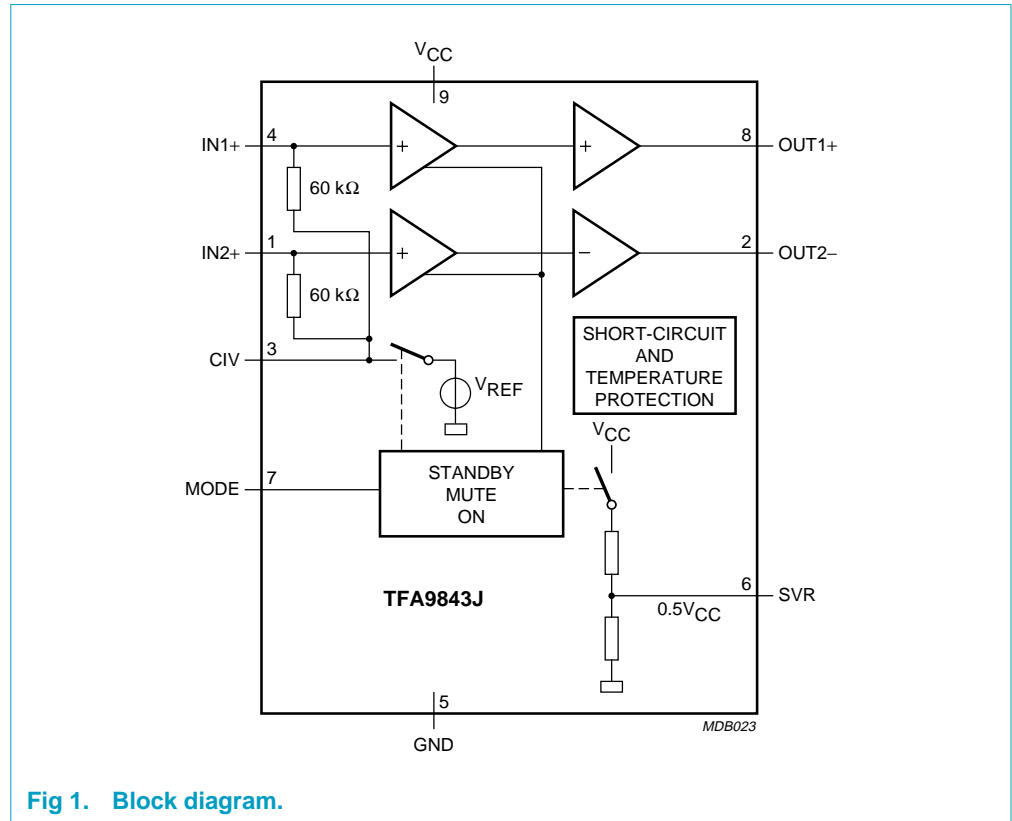 VCC
9
IN1+
4
8
OUT1+
+
+
60 kΩ
IN2+
1
2
OUT2−
+
−
60 kΩ
CIV
3
VREF
SHORT-CIRCUIT
AND
TEMPERATURE
PROTECTION
VCC
MODE
7
STANDBY
MUTE
ON
TFA9843J
6
SVR
0.5VCC
5
GND
MDB023
Fig 1. Block diagram.